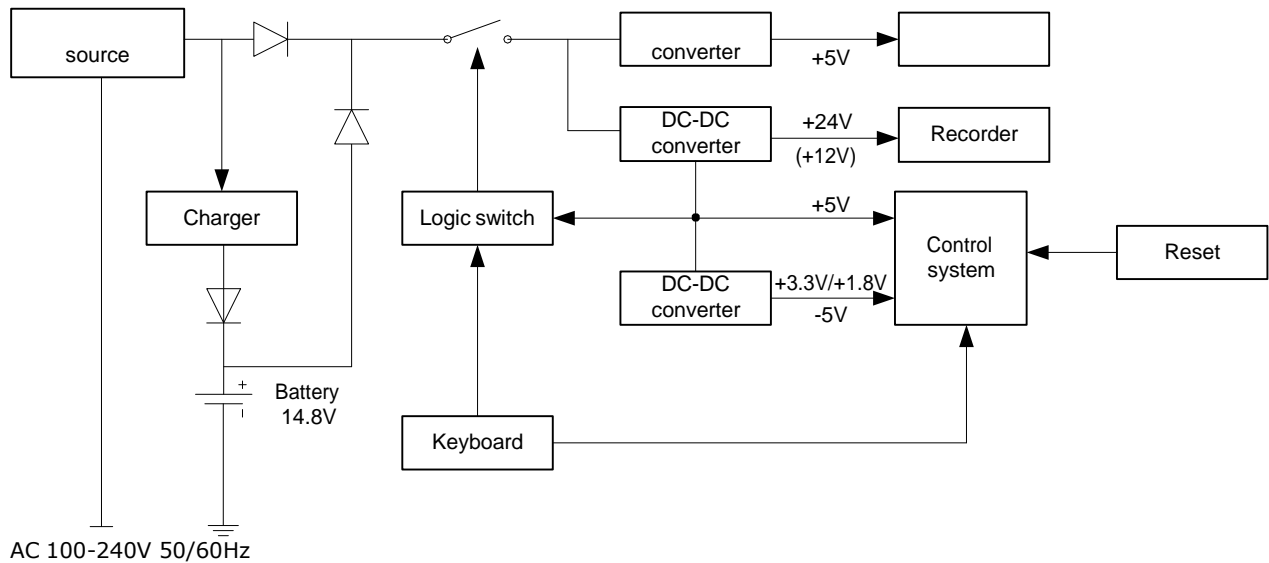 source
converter
+5V
DC-DC
converter
+24V
(+12V)
Recorder
Charger
Logic switch
+5V
Control
system
Reset
DC-DC
converter
+3.3V/+1.8V
-5V
+
-
Battery
14.8V
Keyboard
AC 100-240V 50/60Hz